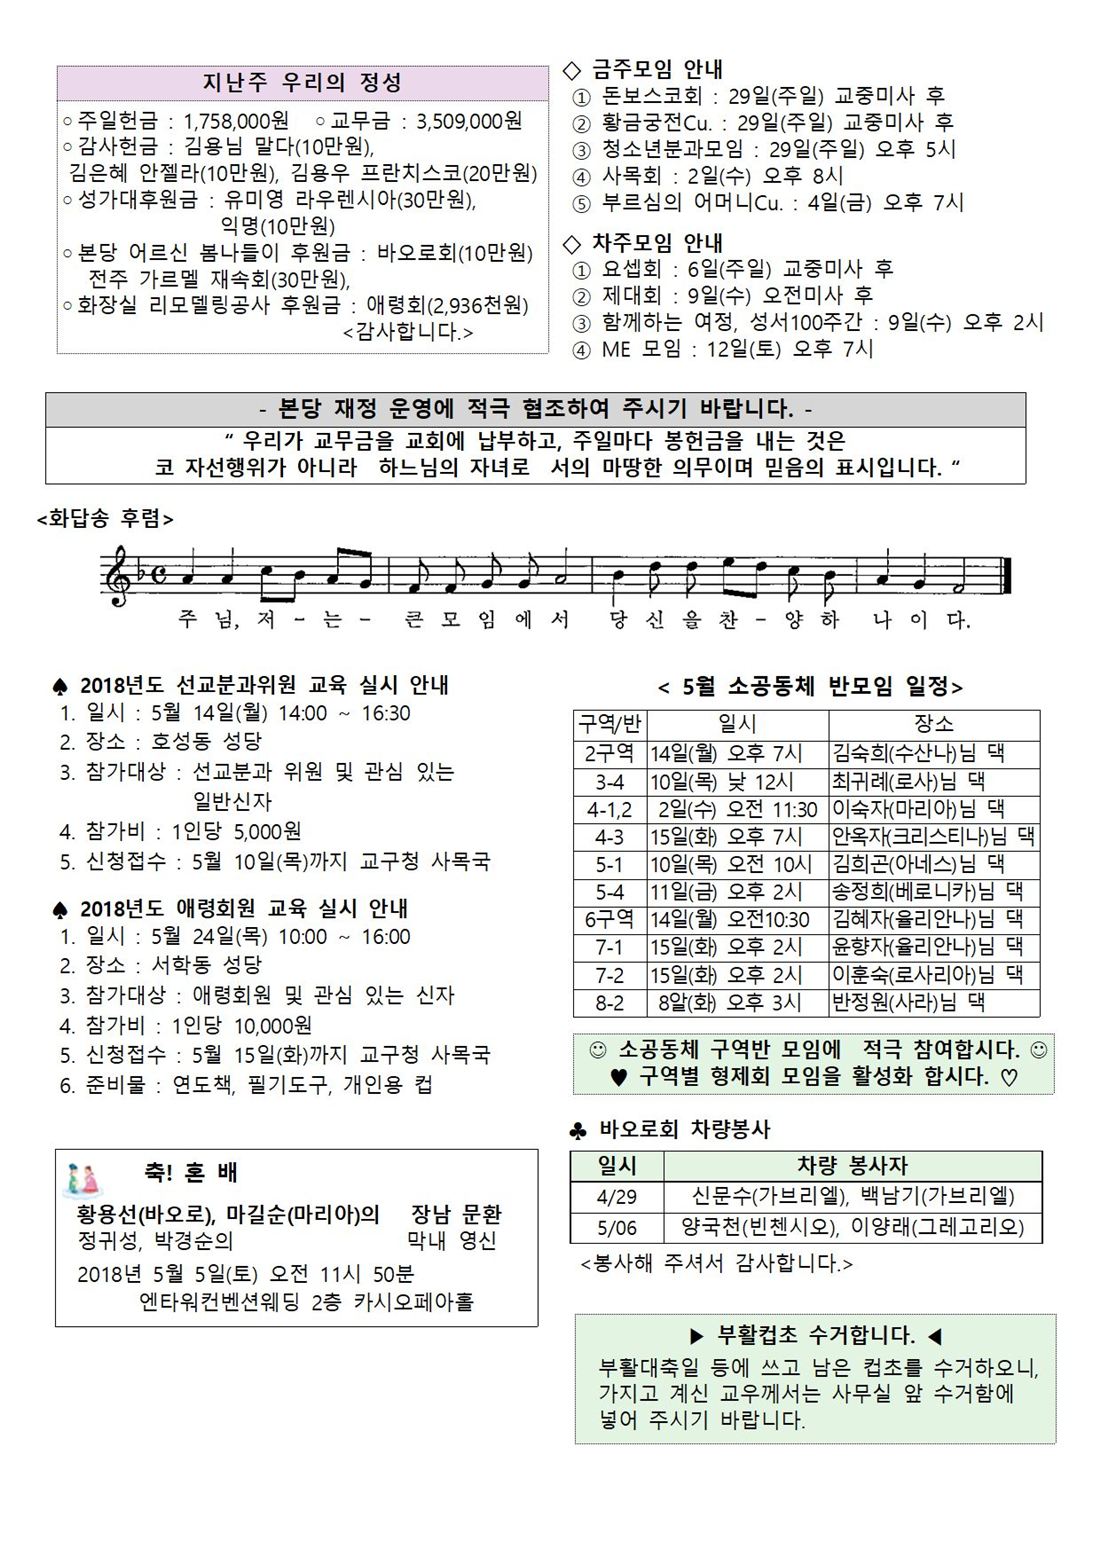 지난주 우리의 정성
○ 주일헌금 : 1,758,000원 ○ 교무금 : 3,509,000원
○ 감사헌금 : 김용님 말다(10만원),
김은혜 안젤라(10만원), 김용우 프란치스코(20만원)
○ 성가대후원금 : 유미영 라우렌시아(30만원),
익명(10만원)
○ 본당 어르신 봄나들이 후원금 : 바오로회(10만원)
전주 가르멜 재속회(30만원),
○ 화장실 리모델링공사 후원금 : 애령회(2,936천원)
<감사합니다.>
◇ 금주모임 안내
① 돈보스코회 : 29일(주일) 교중미사 후
② 황금궁전Cu. : 29일(주일) 교중미사 후
③ 청소년분과모임 : 29일(주일) 오후 5시
④ 사목회 : 2일(수) 오후 8시
⑤ 부르심의 어머니Cu. : 4일(금) 오후 7시
◇ 차주모임 안내
① 요셉회 : 6일(주일) 교중미사 후
② 제대회 : 9일(수) 오전미사 후
③ 함께하는 여정, 성서100주간 : 9일(수) 오후 2시
④ ME 모임 : 12일(토) 오후 7시
- 본당 재정 운영에 적극 협조하여 주시기 바랍니다. -
“ 우리가 교무금을 교회에 납부하고, 주일마다 봉헌금을 내는 것은
코 자선행위가 아니라 하느님의 자녀로 서의 마땅한 의무이며 믿음의 표시입니다. “
<화답송 후렴>
주 님, 저 - 는 - 큰 모 임 에 서 당 신 을 찬 - 양 하 나 이 다.
♠ 2018년도 선교분과위원 교육 실시 안내
1. 일시 : 5월 14일(월) 14:00 ~ 16:30
2. 장소 : 호성동 성당
3. 참가대상 : 선교분과 위원 및 관심 있는
일반신자
4. 참가비 : 1인당 5,000원
5. 신청접수 : 5월 10일(목)까지 교구청 사목국
♠ 2018년도 애령회원 교육 실시 안내
1. 일시 : 5월 24일(목) 10:00 ~ 16:00
2. 장소 : 서학동 성당
3. 참가대상 : 애령회원 및 관심 있는 신자
4. 참가비 : 1인당 10,000원
5. 신청접수 : 5월 15일(화)까지 교구청 사목국
6. 준비물 : 연도책, 필기도구, 개인용 컵
축! 혼 배
황용선(바오로), 마길순(마리아)의 장남 문환
정귀성, 박경순의 막내 영신
2018년 5월 5일(토) 오전 11시 50분
엔타워컨벤션웨딩 2층 카시오페아홀
< 5월 소공동체 반모임 일정>
구역/반 일시 장소
2구역 14일(월) 오후 7시 김숙희(수산나)님 댁
3-4 10일(목) 낮 12시 최귀례(로사)님 댁
4-1,2 2일(수) 오전 11:30 이숙자(마리아)님 댁
4-3 15일(화) 오후 7시 안옥자(크리스티나)님 댁
5-1 10일(목) 오전 10시 김희곤(아네스)님 댁
5-4 11일(금) 오후 2시 송정희(베로니카)님 댁
6구역 14일(월) 오전10:30 김혜자(율리안나)님 댁
7-1 15일(화) 오후 2시 윤향자(율리안나)님 댁
7-2 15일(화) 오후 2시 이훈숙(로사리아)님 댁
8-2 8알(화) 오후 3시 반정원(사라)님 댁
☺ 소공동체 구역반 모임에 적극 참여합시다. ☺
♥ 구역별 형제회 모임을 활성화 합시다. ♡
♣ 바오로회 차량봉사
일시 차량 봉사자
4/29 신문수(가브리엘), 백남기(가브리엘)
5/06 양국천(빈첸시오), 이양래(그레고리오)
<봉사해 주셔서 감사합니다.>
▶ 부활컵초 수거합니다. ◀
부활대축일 등에 쓰고 남은 컵초를 수거하오니,
가지고 계신 교우께서는 사무실 앞 수거함에
넣어 주시기 바랍니다.